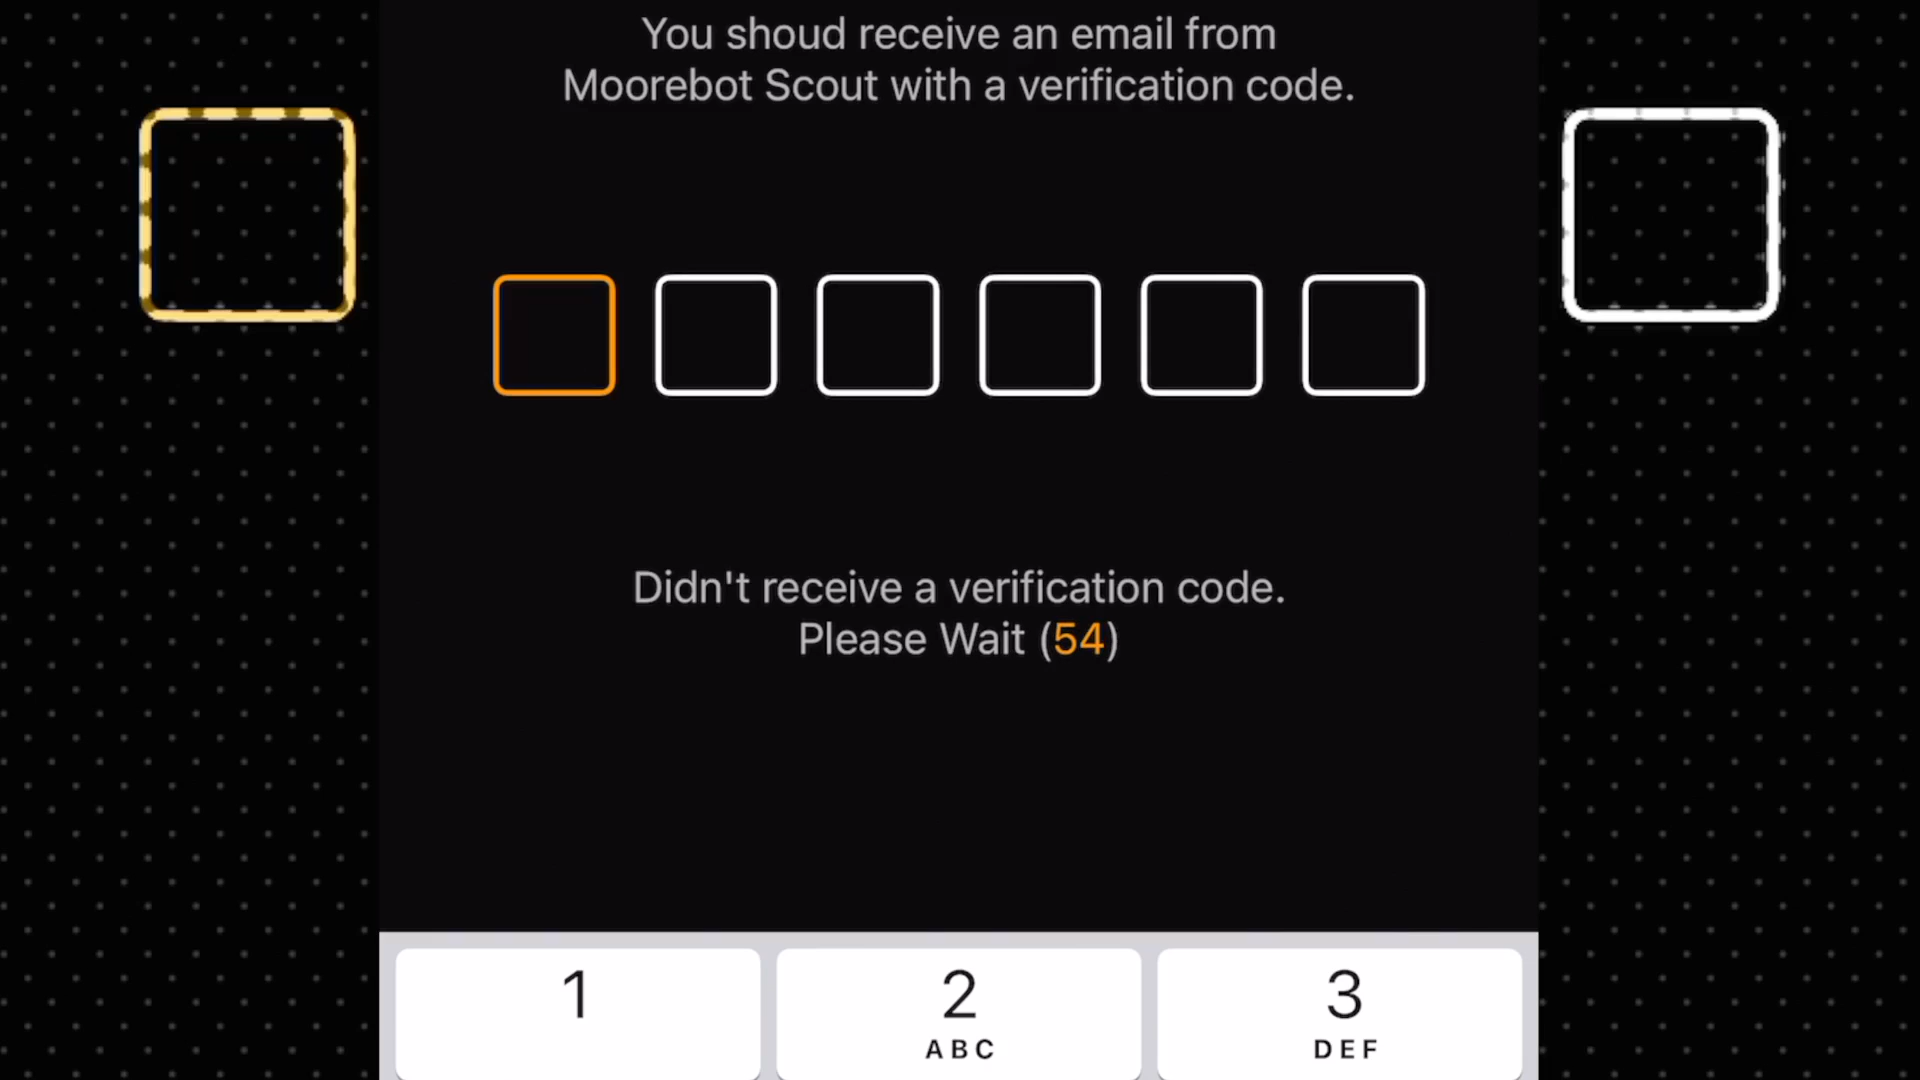 You shoud receive an email from
Moorebot Scout with a verification code.
Didn't receive a verification code.
Please Wait (54)
1
2
3
ABC
DEF